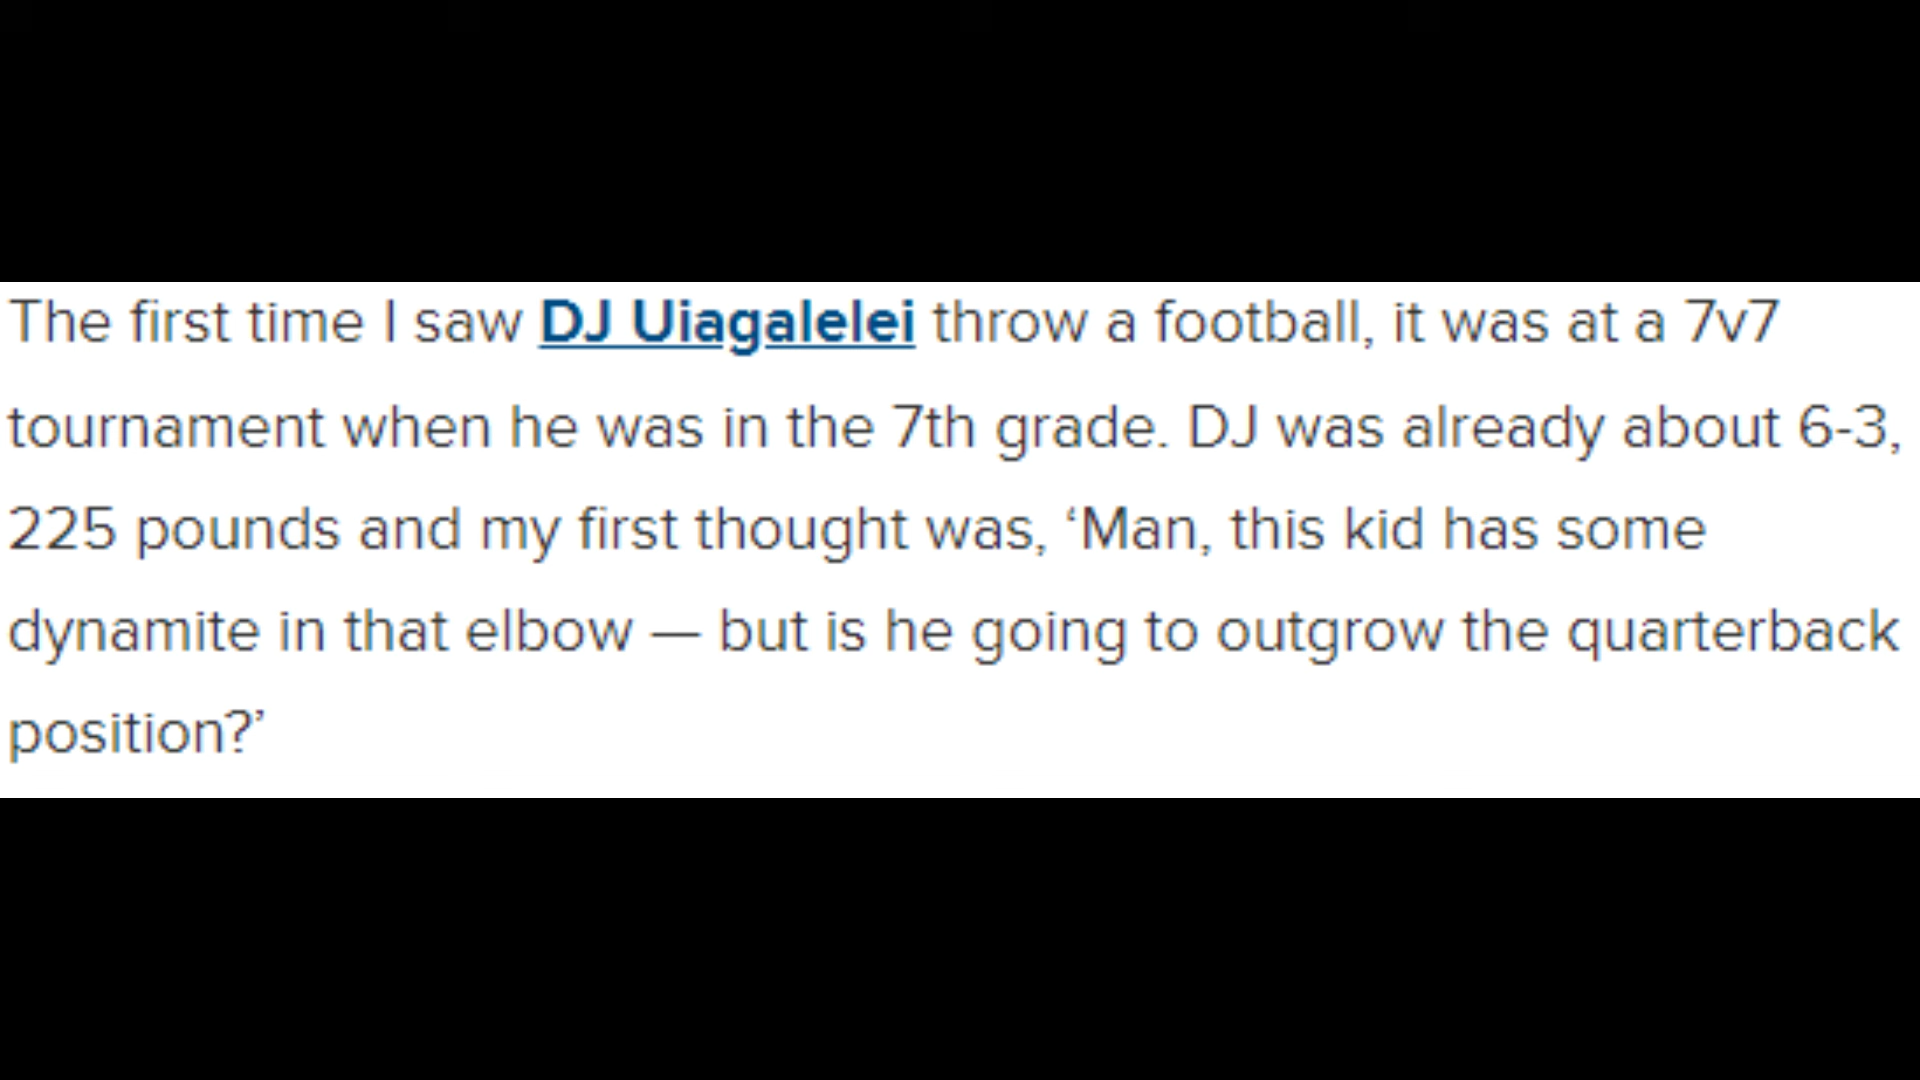 The first time I saw DJ Uiagalelei throw a football, it was at a 7v7
tournament when he was in the 7th grade. DJ was already about 6-3,
225 pounds and my first thought was, ‘Man, this kid has some
dynamite in that elbow — but is he going to outgrow the quarterback
position?’